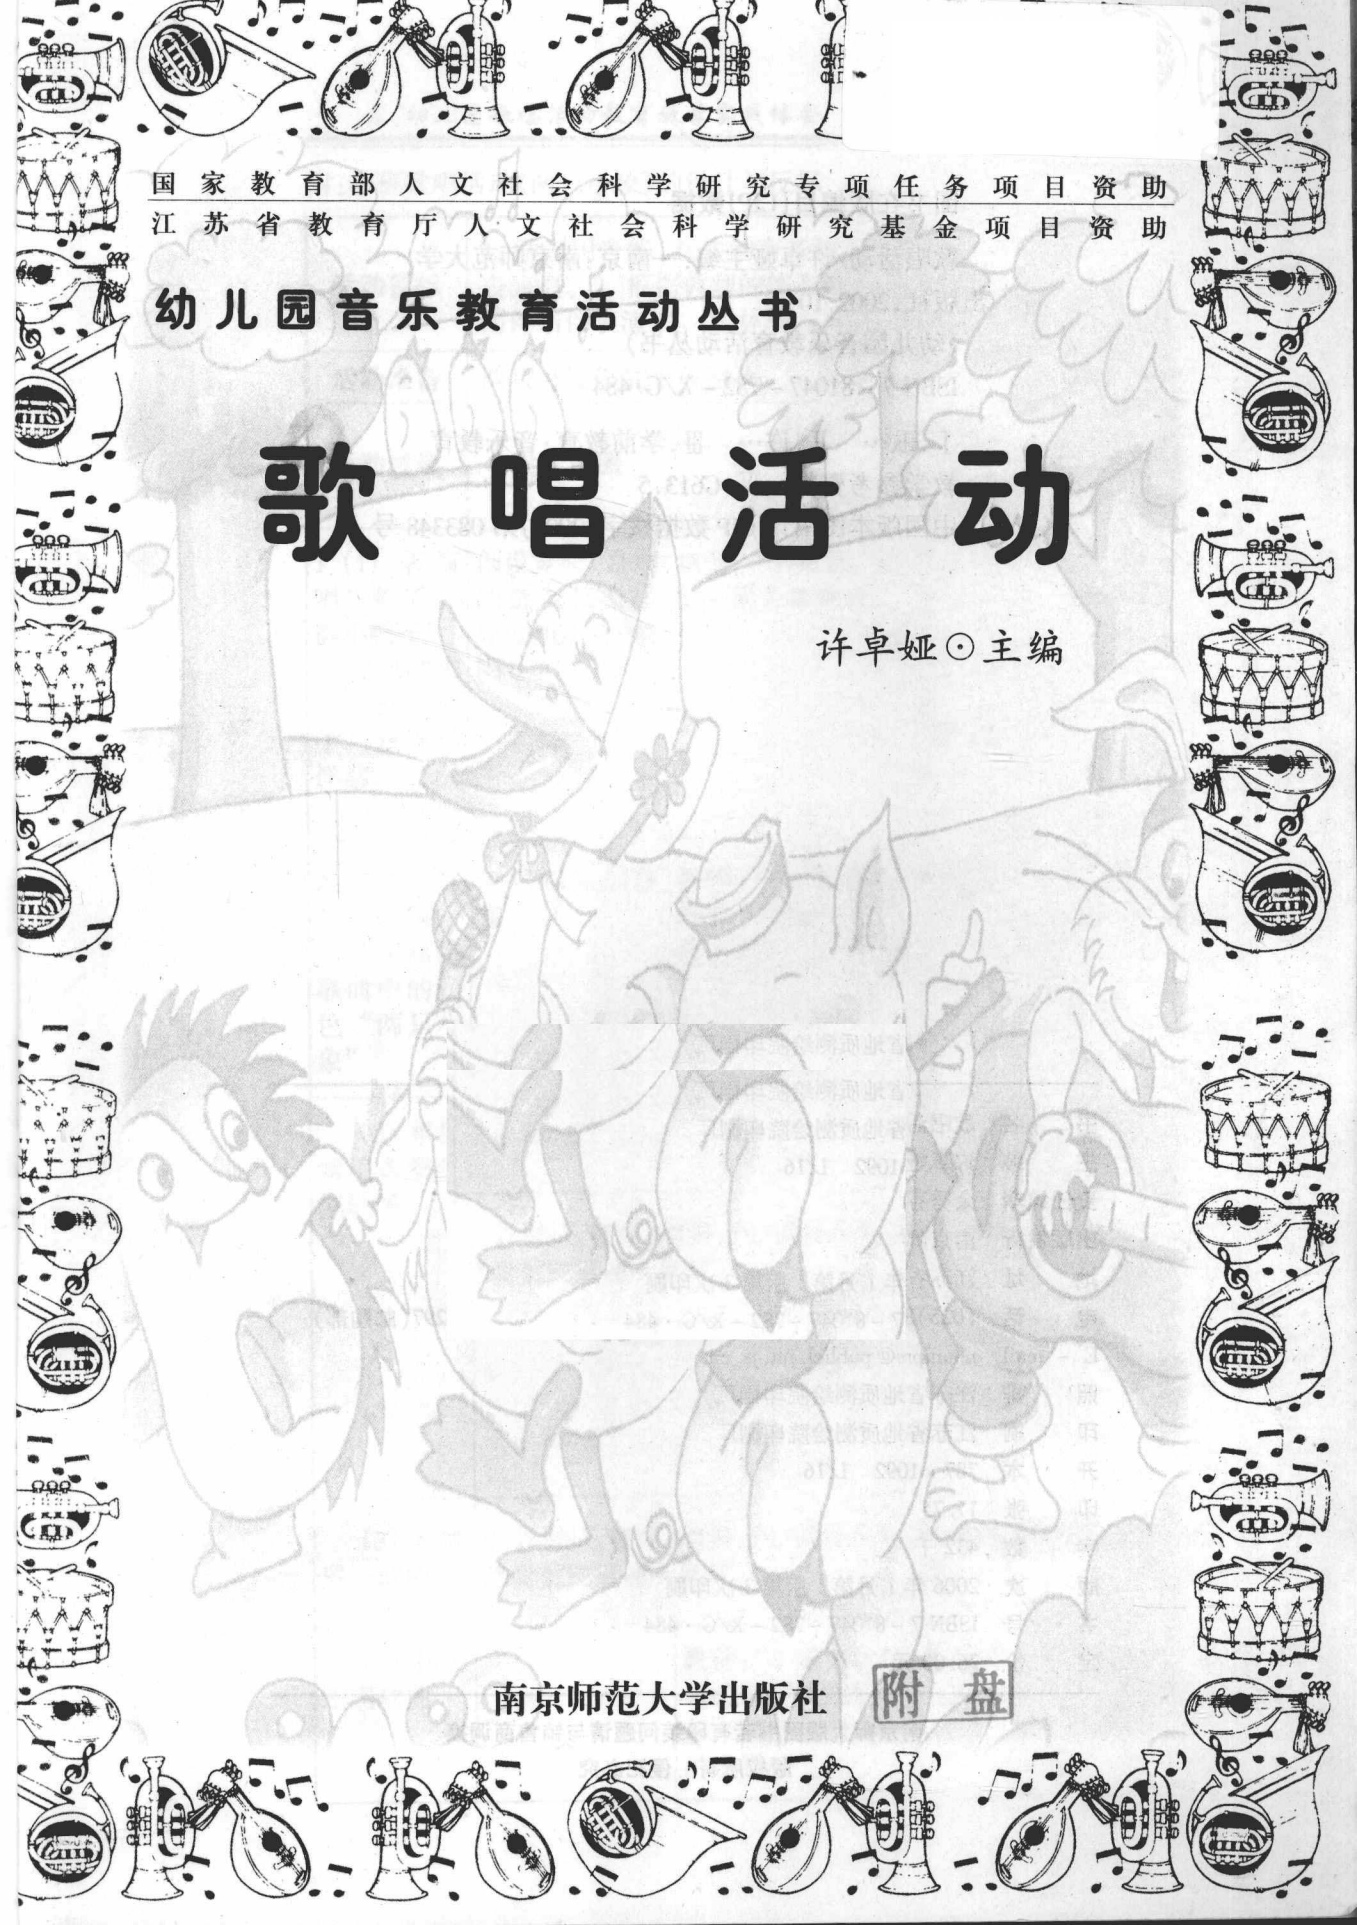 国家教育部人文社会科学研究专项任务项目资助
江苏省教育厅人文社会科学研究基金项目资助
幼儿园音乐教育活动丛书
歌唱活动
许卓娅⊙主编
南京师范大学出版社
附盘